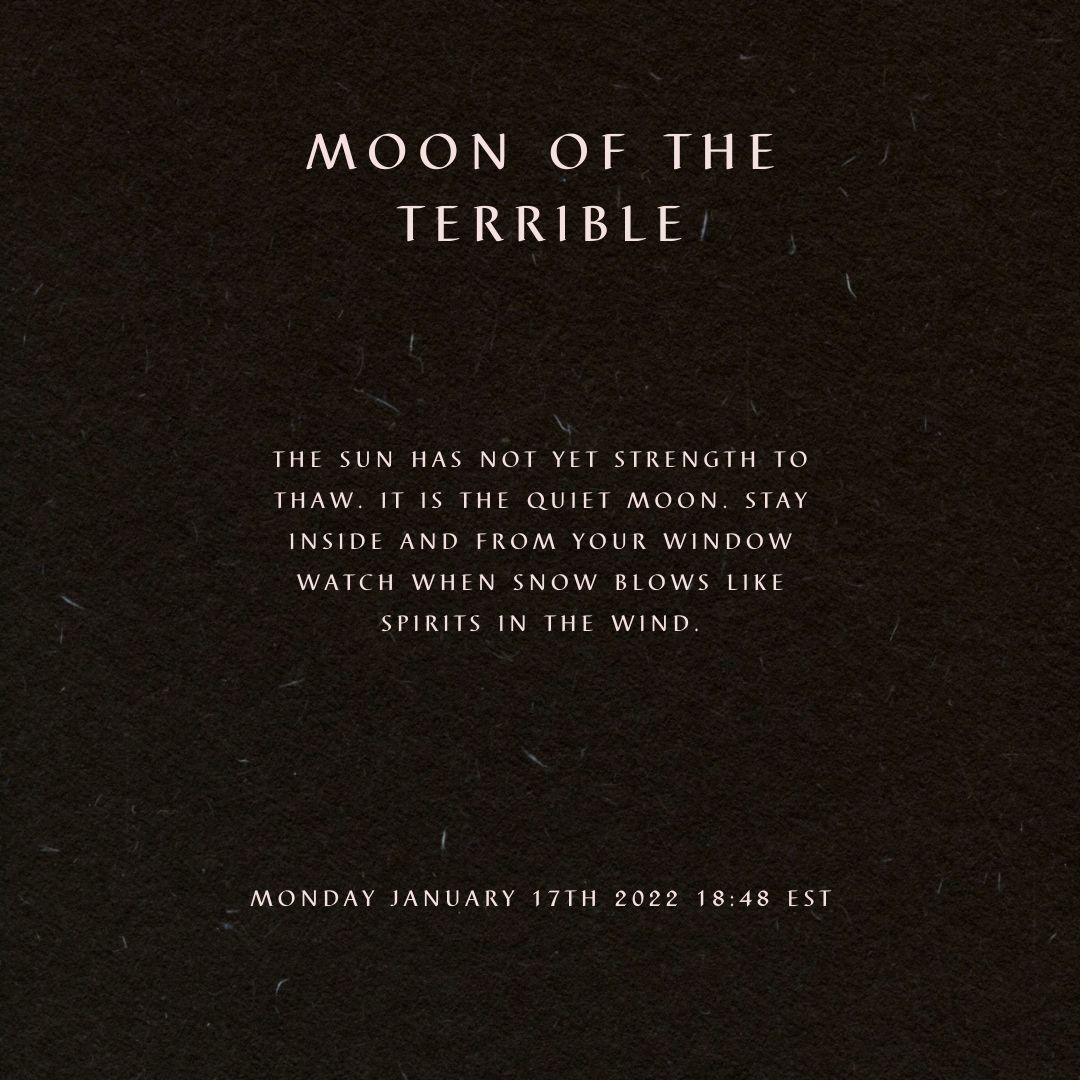 MOON OF THE
TERRIBLE
THE SUN HAS NOT YET STRENGTH TO
THAW. IT IS THE QUIET MOON. STAY
INSIDE AND FROM YOUR WINDOW
WATCH WHEN SNOW BLOWS LIKE
SPIRITS IN THE WIND.
MONDAY JANUARY 17TH 2022 18:48 EST